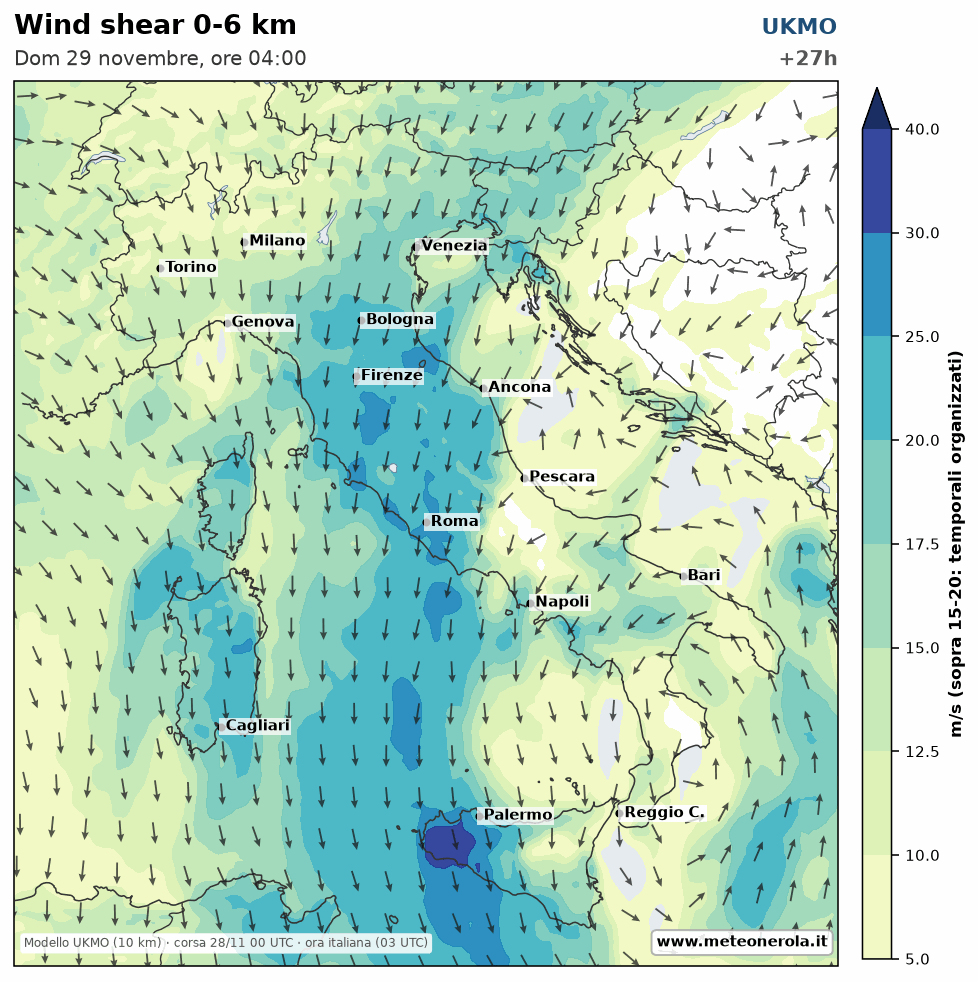 Wind shear 0-6 km
UKMO
Dom 29 novembre, ore 04:00
+27h
Milano
Venezia
Torino
Genova
Bologna
Firenze
Ancona
Pescara
Roma
Bari
Napoli
Cagliari
Palermo
Reggio C.
Modello UKMO (10 km) · corsa 28/11 00 UTC · ora italiana (03 UTC)
www.meteonerola.it
40.0
30.0
25.0
20.0
17.5
15.0
12.5
10.0
5.0
m/s (sopra 15-20: temporali organizzati)